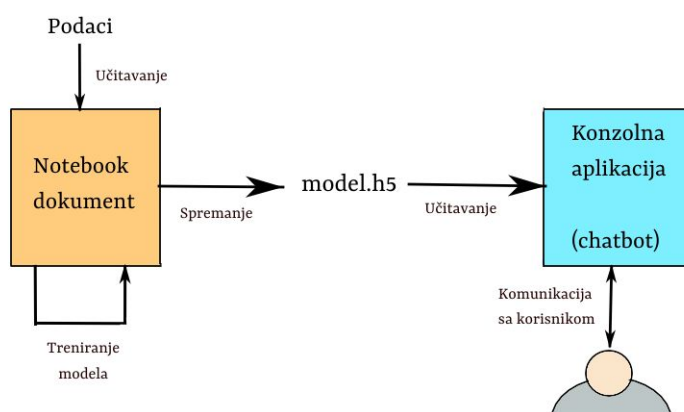 Podaci
Učitavanje
Notebook
dokument
Spremanje
model.h5
Učitavanje
Konzolna
aplikacija
(chatbot)
Treniranje
modela
Komunikacija
sa korisnikom